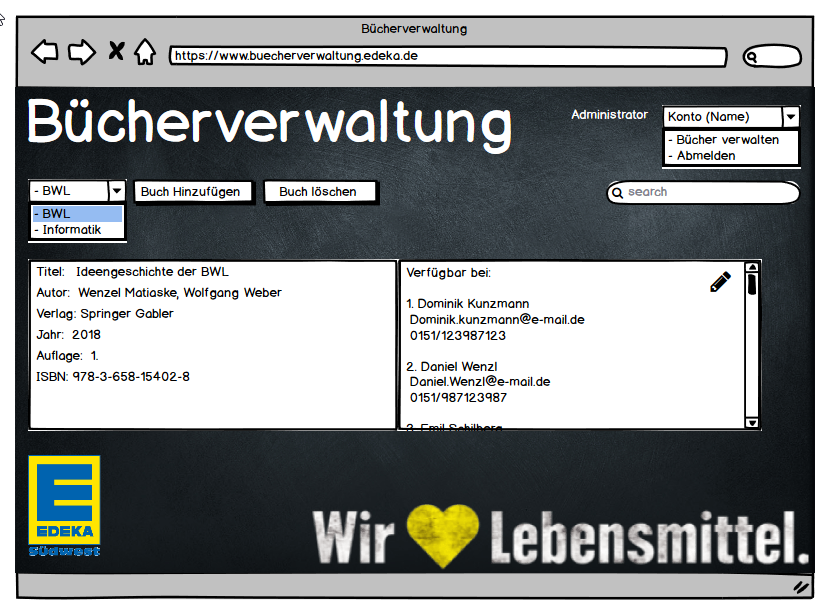 Bücherverwaltung
https://www.buecherverwaltung.edeka.de
Bücherverwaltung
Administrator
Konto (Name)
- Bücher verwalten
- Abmelden
- BWL
Buch Hinzufügen
Buch löschen
search
- BWL
- Informatik
Titel: Ideengeschichte der BWL
Autor: Wenzel Matiaske, Wolfgang Weber
Verlag: Springer Gabler
Jahr: 2018
Auflage: 1.
ISBN: 978-3-658-15402-8
Verfügbar bei:
1. Dominik Kunzmann
Dominik.kunzmann@e-mail.de
0151/123987123
2. Daniel Wenzl
Daniel.Wenzl@e-mail.de
0151/987123987
3. Emil Schilberg
EDEKA
Südwest
Wir Lebensmittel.